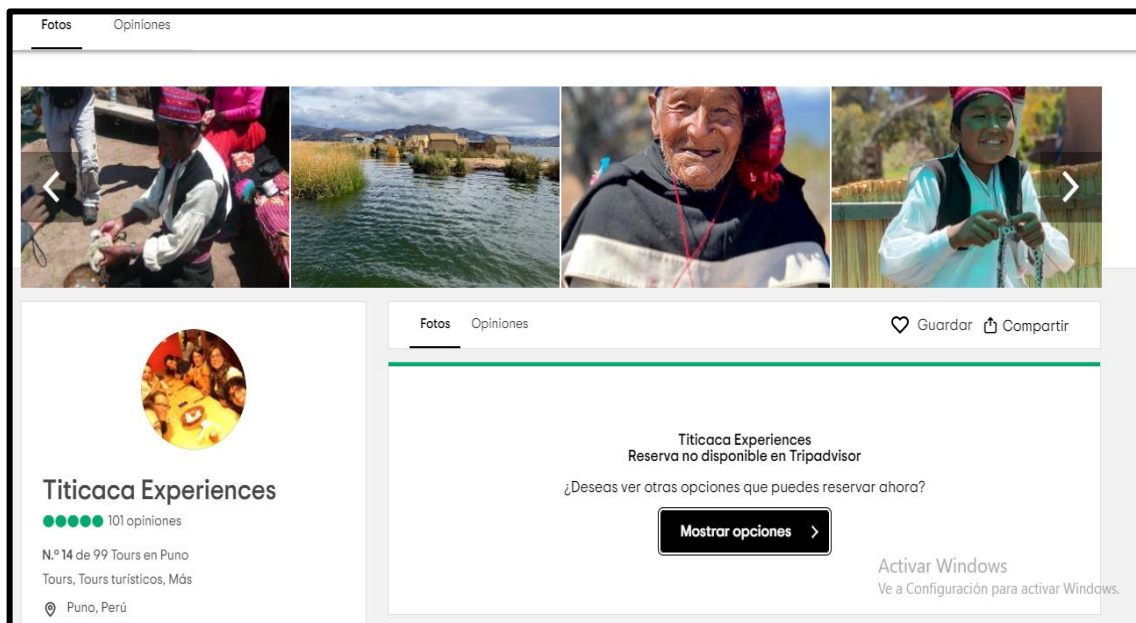 Fotos Opiniones
Fotos Opiniones
Guardar Compartir
Titicaca Experiences
Reserva no disponible en Tripadvisor
¿Deseas ver otras opciones que puedes reservar ahora?
Mostrar opciones
Titicaca Experiences
101 opiniones
N.º 14 de 99 Tours en Puno
Tours, Tours turísticos, Más
Puno, Perú
Activar Windows
Ve a Configuración para activar Windows.